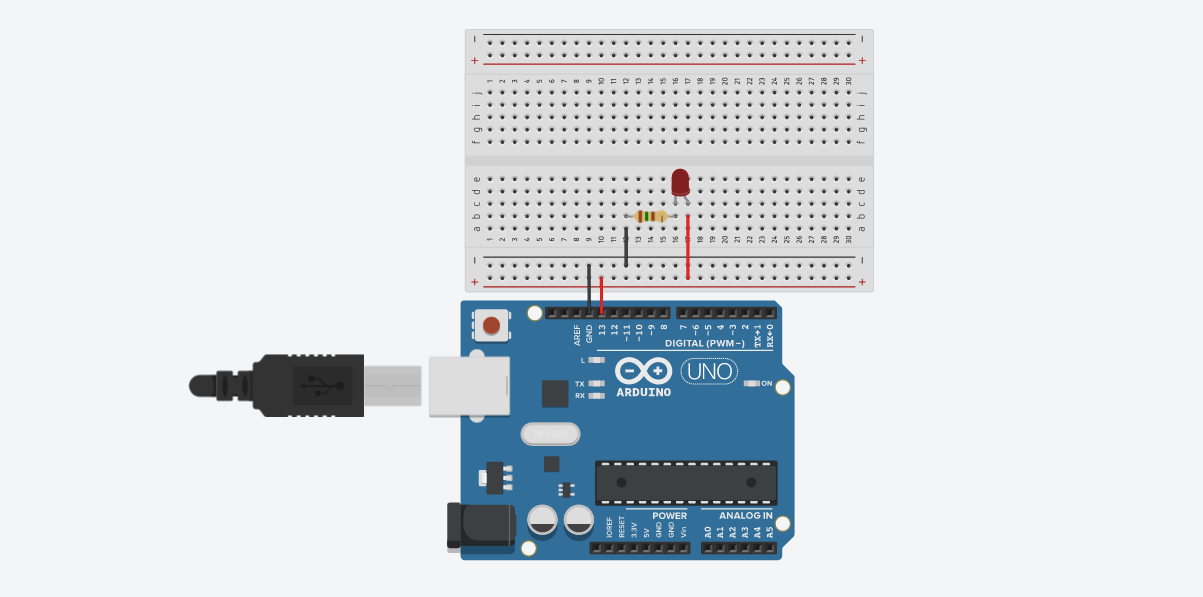 − −
+ +
1 2 3 4 5 6 7 8 9 10 11 12 13 14 15 16 17 18 19 20 21 22 23 24 25 26 27 28 29 30
j j
i i
h h
g g
f f
e e
d d
c c
b b
a a
1 2 3 4 5 6 7 8 9 10 11 12 13 14 15 16 17 18 19 20 21 22 23 24 25 26 27 28 29 30
− −
+ +
AREF GND 13 12 ~11 ~10 ~9 8 7 ~6 ~5 4 ~3 2 TX→1 RX←0
DIGITAL (PWM~)
L
TX
RX
UNO
ON
ARDUINO
POWER ANALOG IN
IOREF RESET 3.3V 5V GND GND Vin A0 A1 A2 A3 A4 A5